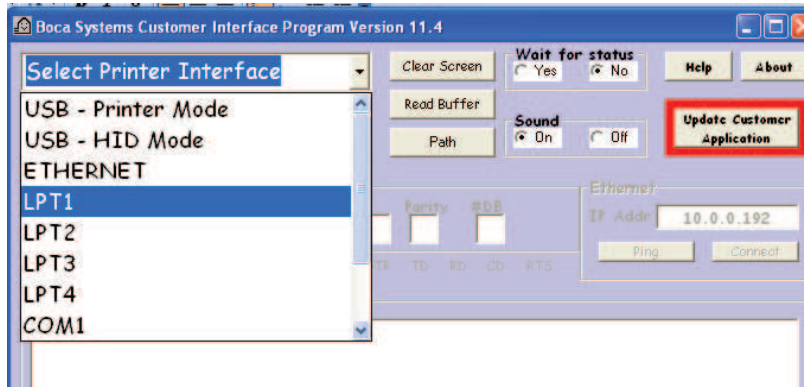 Boca Systems Customer Interface Program Version 11.4
Select Printer Interface
USB - Printer Mode
USB - HID Mode
ETHERNET
LPT1
LPT2
LPT3
LPT4
COM1
Clear Screen
Read Buffer
Path
Wait for status
Yes No
Sound
On Off
Help About
Update Customer
Application
Parity #DB
TD RD CD RTS
Ethernet
IP Addr 10.0.0.192
Ping Connect